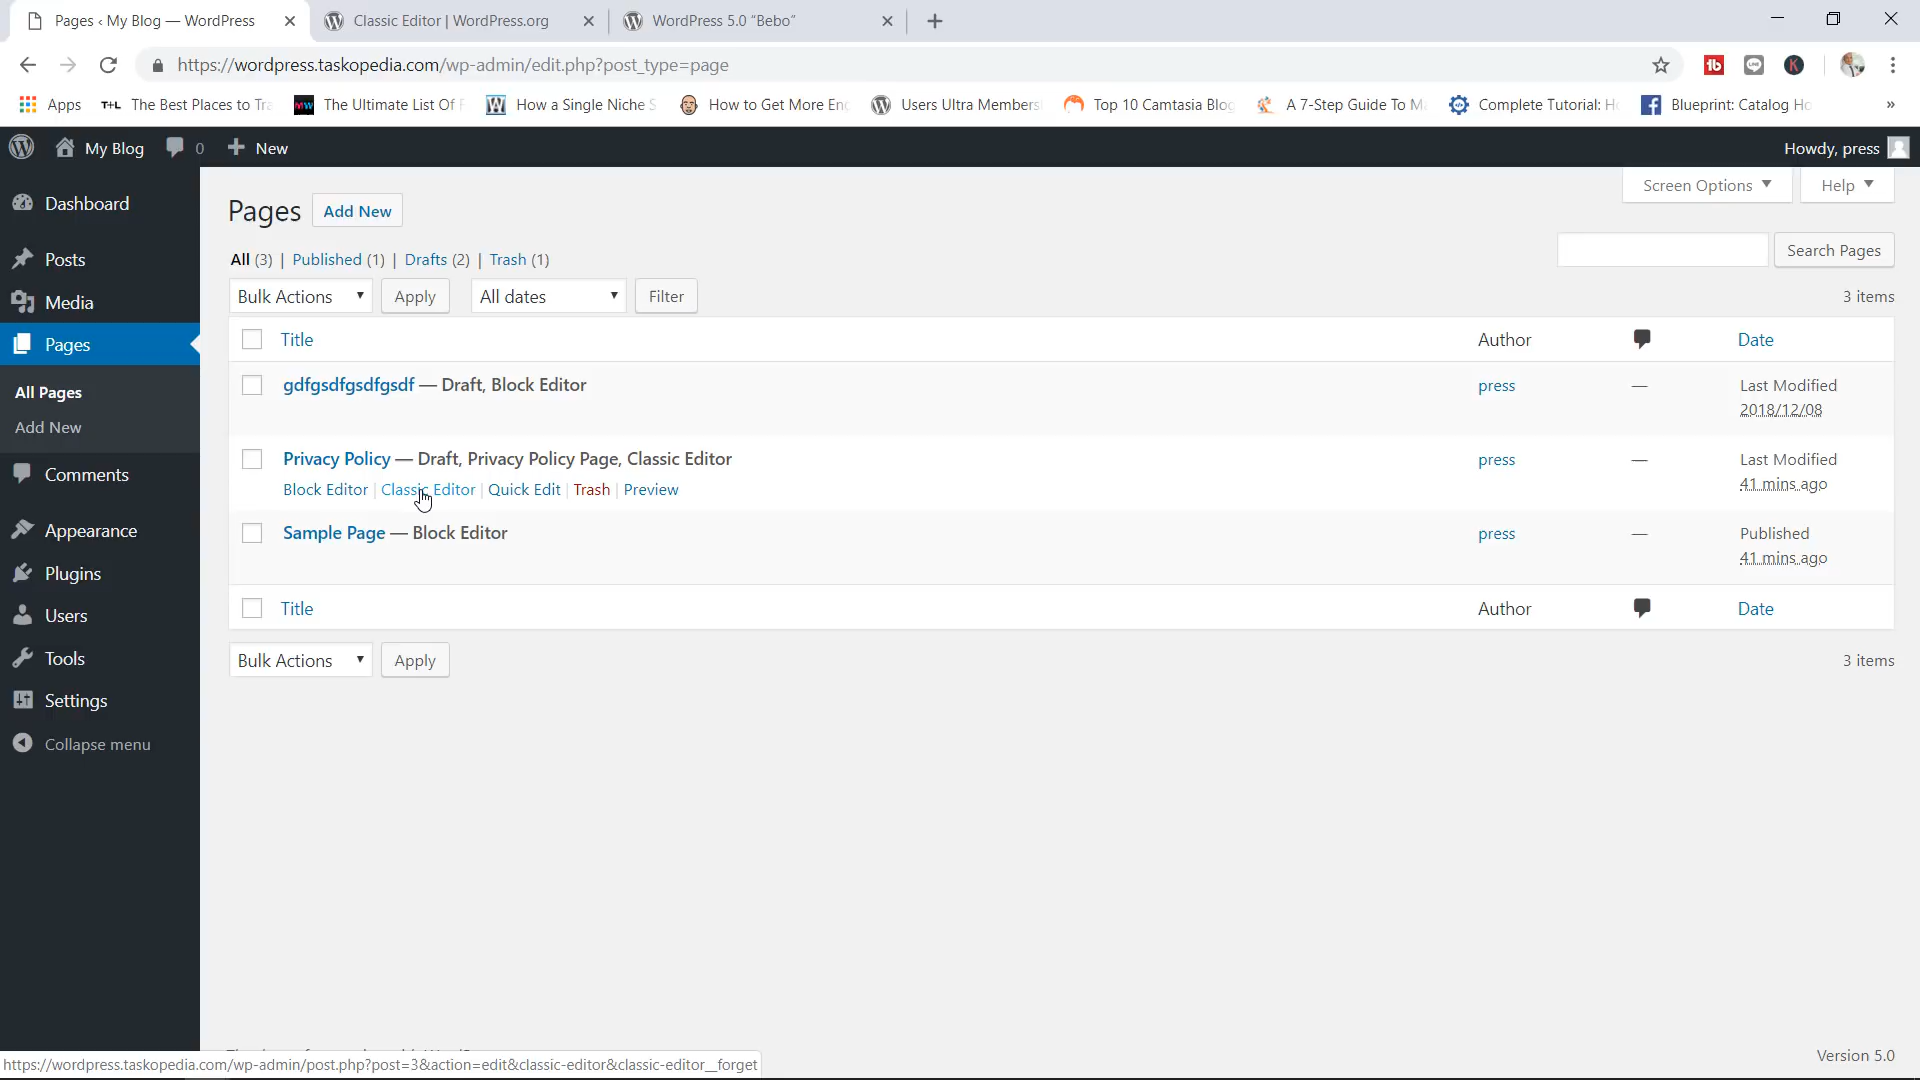 Pages ‹ My Blog — WordPress
Classic Editor | WordPress.org
WordPress 5.0 “Bebo”
https://wordpress.taskopedia.com/wp-admin/edit.php?post_type=page
Apps
T+L The Best Places to Tra
MW The Ultimate List Of F
W How a Single Niche S
How to Get More En
Users Ultra Members
Top 10 Camtasia Blog
A 7-Step Guide To M
Complete Tutorial: H
Blueprint: Catalog Ho
»
My Blog
0
New
Howdy, press
Dashboard
Posts
Media
Pages
All Pages
Add New
Comments
Appearance
Plugins
Users
Tools
Settings
Collapse menu
Screen Options
Help
Pages
Add New
All (3) | Published (1) | Drafts (2) | Trash (1)
Search Pages
Bulk Actions
Apply
All dates
Filter
3 items
Title
Author
Date
gdfgsdfgsdfgsdf — Draft, Block Editor
press
—
Last Modified
2018/12/08
Privacy Policy — Draft, Privacy Policy Page, Classic Editor
Block Editor | Classic Editor | Quick Edit | Trash | Preview
press
—
Last Modified
41 mins ago
Sample Page — Block Editor
press
—
Published
41 mins ago
Title
Author
Date
Bulk Actions
Apply
3 items
Version 5.0
https://wordpress.taskopedia.com/wp-admin/post.php?post=3&action=edit&classic-editor&classic-editor__forget